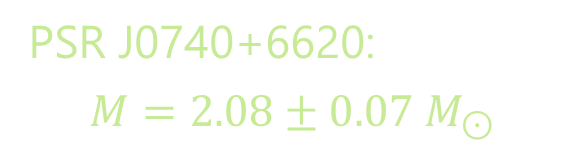 PSR J0740+6620:
M = 2.08 ± 0.07 M☉